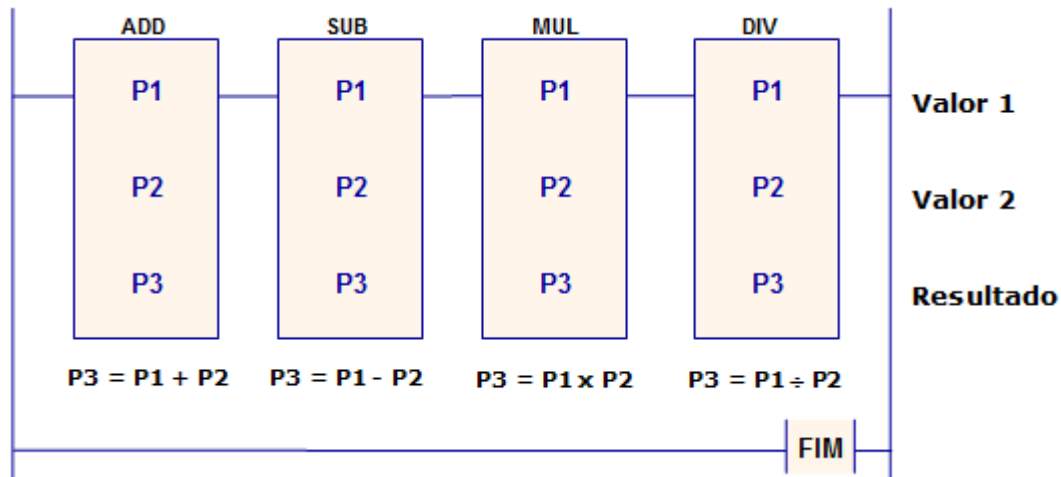 ADD SUB MUL DIV
P1 P1 P1 P1 Valor 1
P2 P2 P2 P2 Valor 2
P3 P3 P3 P3 Resultado
P3 = P1 + P2 P3 = P1 - P2 P3 = P1 x P2 P3 = P1 ÷ P2
FIM